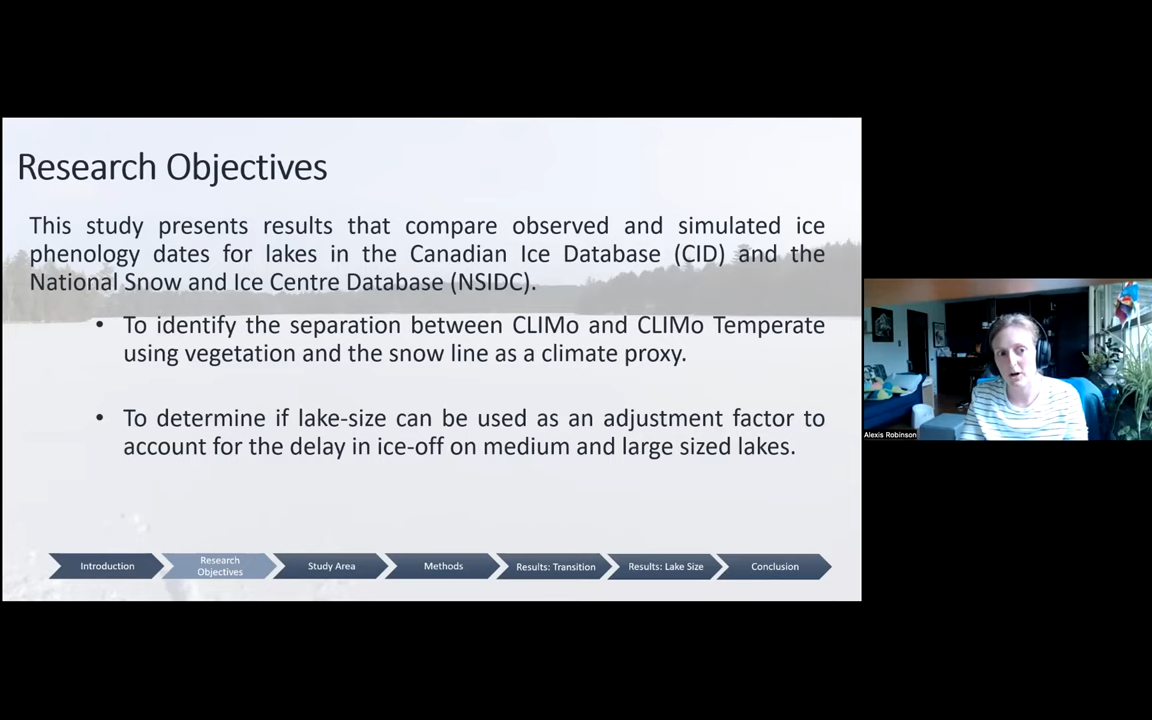 Research Objectives
This study presents results that compare observed and simulated ice
phenology dates for lakes in the Canadian Ice Database (CID) and the
National Snow and Ice Centre Database (NSIDC).
• To identify the separation between CLIMo and CLIMo Temperate
using vegetation and the snow line as a climate proxy.
• To determine if lake-size can be used as an adjustment factor to
account for the delay in ice-off on medium and large sized lakes.
Alexis Robinson
Introduction
Research
Objectives
Study Area
Methods
Results: Transition
Results: Lake Size
Conclusion